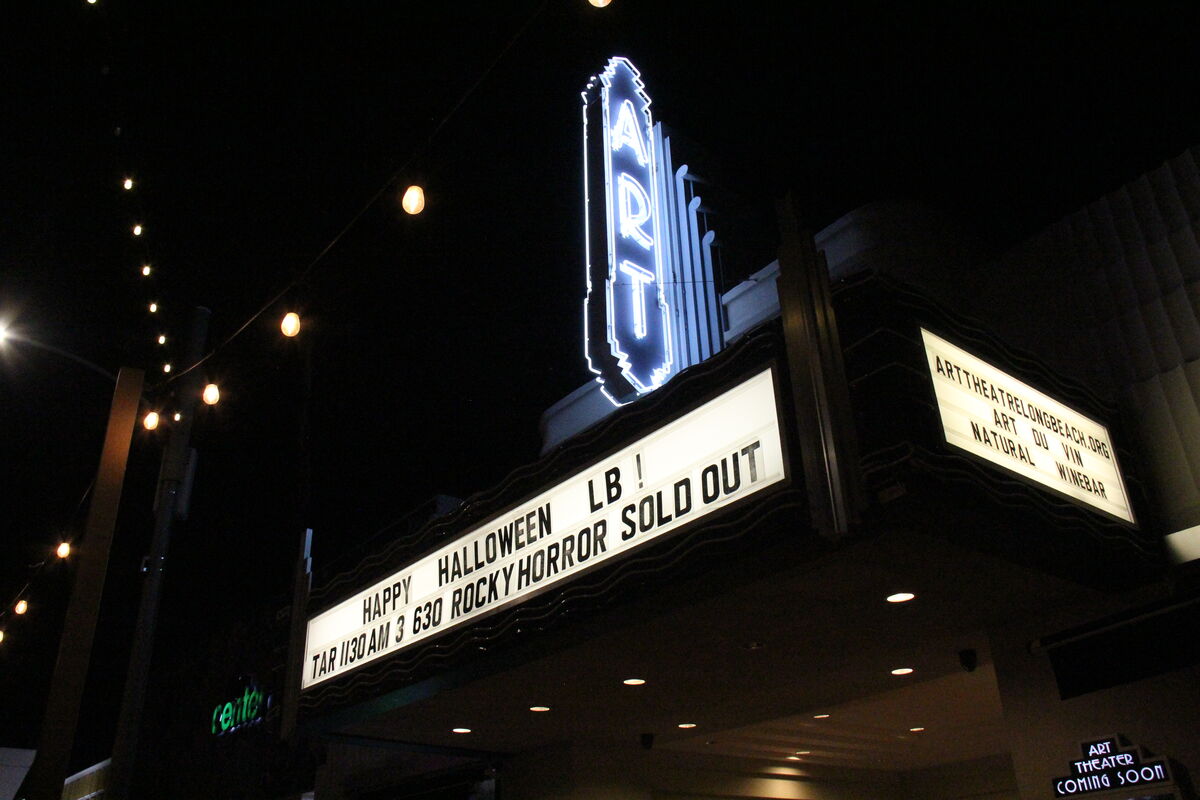 ART
HAPPY HALLOWEEN LB!
TAR 1130AM 3 630 ROCKY HORROR SOLD OUT
ARTTHEATRELONGBEACH.ORG
ART DU VIN
NATURAL WINEBAR
center
ART
THEATER
COMING SOON